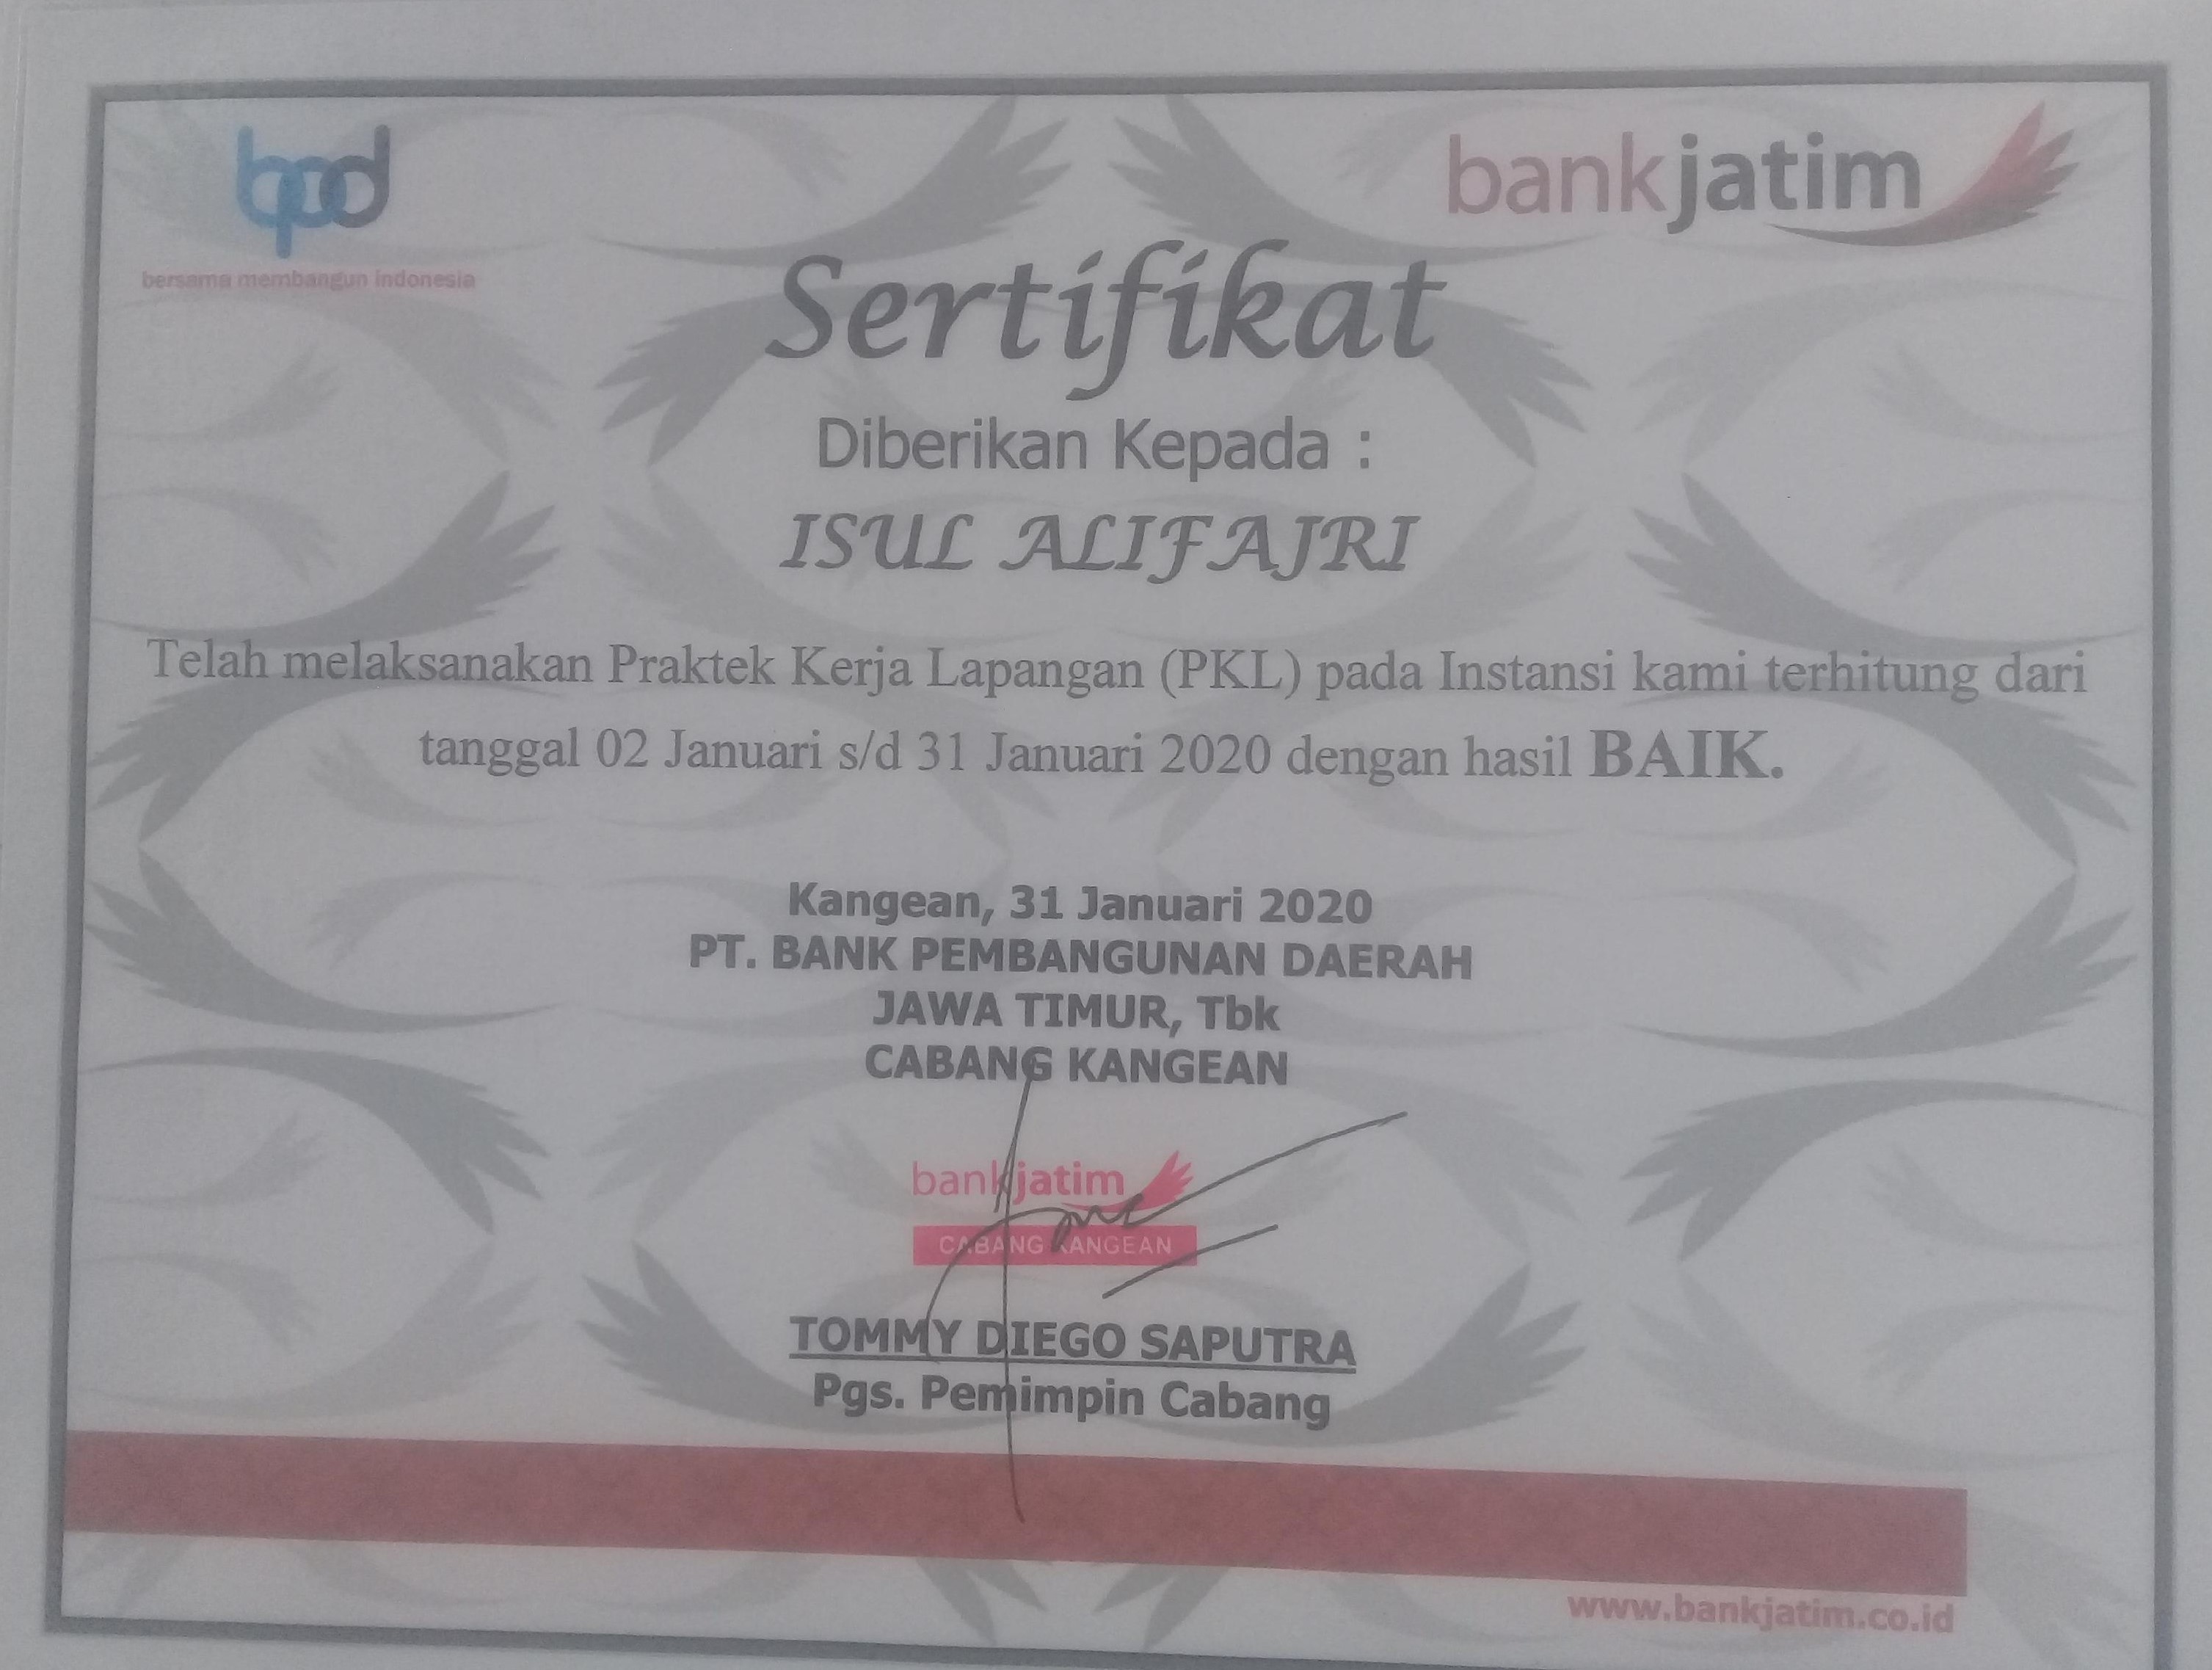 bpd
bankjatim
bersama membangun indonesia
Sertifikat
Diberikan Kepada :
ISUL ALIFAJRI
Telah melaksanakan Praktek Kerja Lapangan (PKL) pada Instansi kami terhitung dari
tanggal 02 Januari s/d 31 Januari 2020 dengan hasil BAIK.
Kangean, 31 Januari 2020
PT. BANK PEMBANGUNAN DAERAH
JAWA TIMUR, Tbk
CABANG KANGEAN
bankjatim
CABANG KANGEAN
TOMMY DIEGO SAPUTRA
Pgs. Pemimpin Cabang
www.bankjatim.co.id